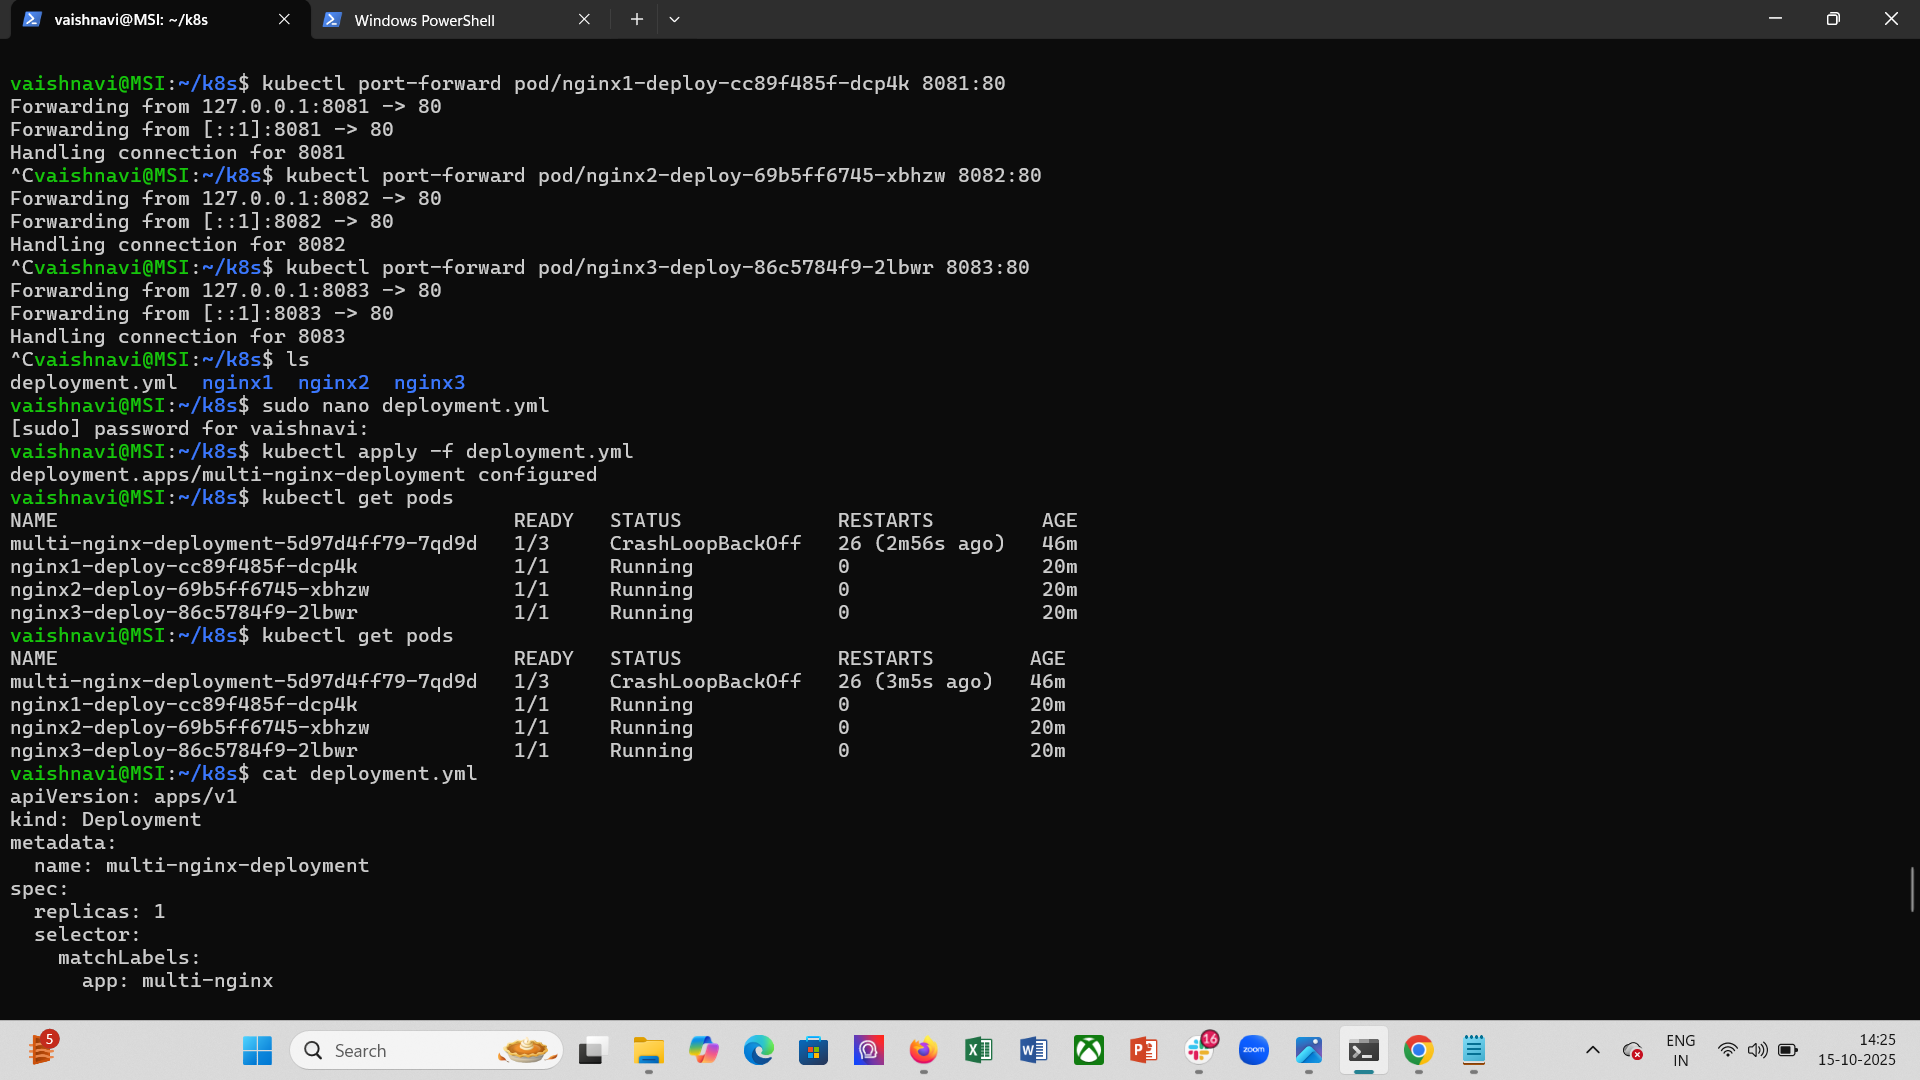 vaishnavi@MSI: ~/k8s
Windows PowerShell
vaishnavi@MSI:~/k8s$ kubectl port-forward pod/nginx1-deploy-cc89f485f-dcp4k 8081:80
Forwarding from 127.0.0.1:8081 -> 80
Forwarding from [::1]:8081 -> 80
Handling connection for 8081
^Cvaishnavi@MSI:~/k8s$ kubectl port-forward pod/nginx2-deploy-69b5ff6745-xbhzw 8082:80
Forwarding from 127.0.0.1:8082 -> 80
Forwarding from [::1]:8082 -> 80
Handling connection for 8082
^Cvaishnavi@MSI:~/k8s$ kubectl port-forward pod/nginx3-deploy-86c5784f9-2lbwr 8083:80
Forwarding from 127.0.0.1:8083 -> 80
Forwarding from [::1]:8083 -> 80
Handling connection for 8083
^Cvaishnavi@MSI:~/k8s$ ls
deployment.yml  nginx1  nginx2  nginx3
vaishnavi@MSI:~/k8s$ sudo nano deployment.yml
[sudo] password for vaishnavi:
vaishnavi@MSI:~/k8s$ kubectl apply -f deployment.yml
deployment.apps/multi-nginx-deployment configured
vaishnavi@MSI:~/k8s$ kubectl get pods
NAME                                      READY   STATUS             RESTARTS         AGE
multi-nginx-deployment-5d97d4ff79-7qd9d   1/3     CrashLoopBackOff   26 (2m56s ago)   46m
nginx1-deploy-cc89f485f-dcp4k             1/1     Running            0                20m
nginx2-deploy-69b5ff6745-xbhzw            1/1     Running            0                20m
nginx3-deploy-86c5784f9-2lbwr             1/1     Running            0                20m
vaishnavi@MSI:~/k8s$ kubectl get pods
NAME                                      READY   STATUS             RESTARTS        AGE
multi-nginx-deployment-5d97d4ff79-7qd9d   1/3     CrashLoopBackOff   26 (3m5s ago)   46m
nginx1-deploy-cc89f485f-dcp4k             1/1     Running            0               20m
nginx2-deploy-69b5ff6745-xbhzw            1/1     Running            0               20m
nginx3-deploy-86c5784f9-2lbwr             1/1     Running            0               20m
vaishnavi@MSI:~/k8s$ cat deployment.yml
apiVersion: apps/v1
kind: Deployment
metadata:
  name: multi-nginx-deployment
spec:
  replicas: 1
  selector:
    matchLabels:
      app: multi-nginx
5
Search
16
zoom
ENG
IN
14:25
15-10-2025